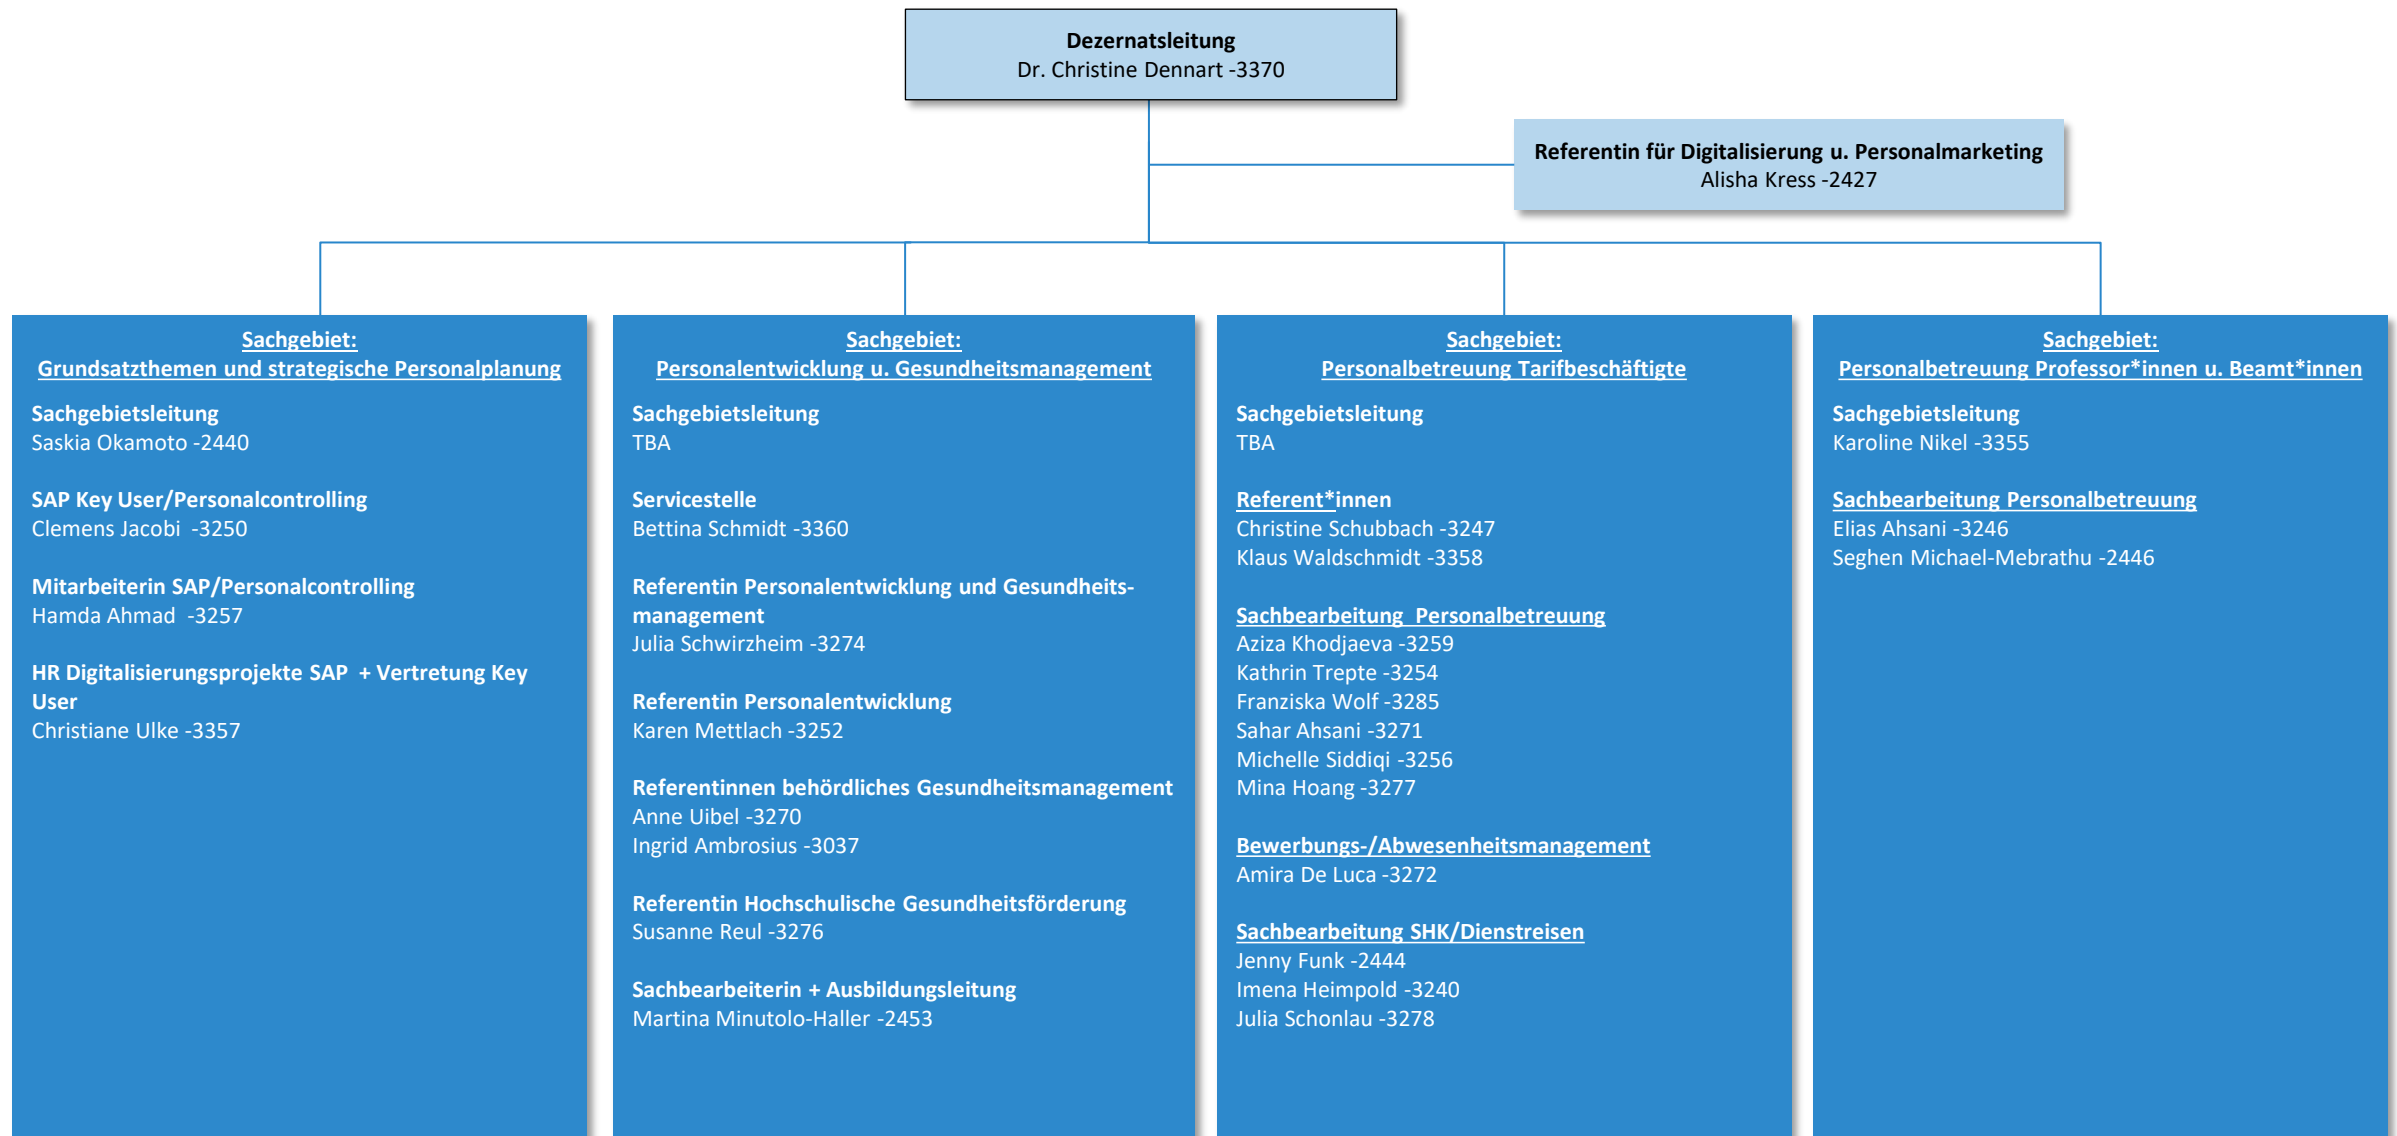 Dezernatsleitung
Dr. Christine Dennart -3370
Referentin für Digitalisierung u. Personalmarketing
Alisha Kress -2427
Sachgebiet:
Grundsatzthemen und strategische Personalplanung
Sachgebietsleitung
Saskia Okamoto -2440
SAP Key User/Personalcontrolling
Clemens Jacobi -3250
Mitarbeiterin SAP/Personalcontrolling
Hamda Ahmad -3257
HR Digitalisierungsprojekte SAP + Vertretung Key
User
Christiane Ulke -3357
Sachgebiet:
Personalentwicklung u. Gesundheitsmanagement
Sachgebietsleitung
TBA
Servicestelle
Bettina Schmidt -3360
Referentin Personalentwicklung und Gesundheits-
management
Julia Schwirzheim -3274
Referentin Personalentwicklung
Karen Mettlach -3252
Referentinnen behördliches Gesundheitsmanagement
Anne Uibel -3270
Ingrid Ambrosius -3037
Referentin Hochschulische Gesundheitsförderung
Susanne Reul -3276
Sachbearbeiterin + Ausbildungsleitung
Martina Minutolo-Haller -2453
Sachgebiet:
Personalbetreuung Tarifbeschäftigte
Sachgebietsleitung
TBA
Referent*innen
Christine Schubbach -3247
Klaus Waldschmidt -3358
Sachbearbeitung Personalbetreuung
Aziza Khodjaeva -3259
Kathrin Trepte -3254
Franziska Wolf -3285
Sahar Ahsani -3271
Michelle Siddiqi -3256
Mina Hoang -3277
Bewerbungs-/Abwesenheitsmanagement
Amira De Luca -3272
Sachbearbeitung SHK/Dienstreisen
Jenny Funk -2444
Imena Heimpold -3240
Julia Schonlau -3278
Sachgebiet:
Personalbetreuung Professor*innen u. Beamt*innen
Sachgebietsleitung
Karoline Nikel -3355
Sachbearbeitung Personalbetreuung
Elias Ahsani -3246
Seghen Michael-Mebrathu -2446